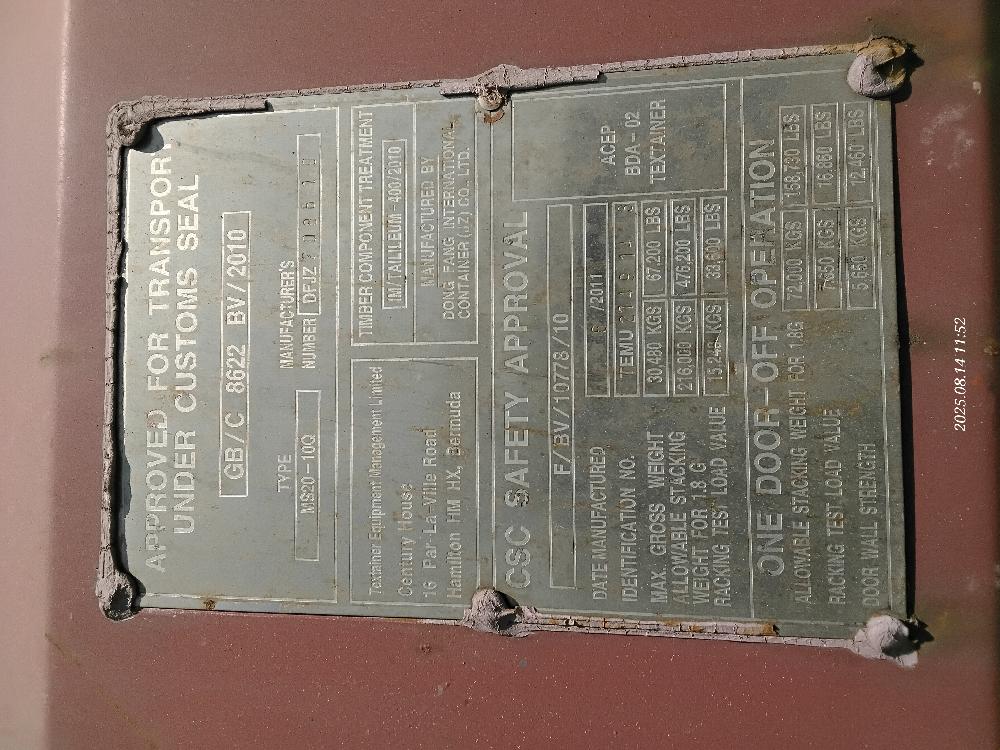 APPROVED FOR TRANSPOR
UNDER CUSTOMS SEAL
GB/C 8622 BV/2010
TYPE
MS20-10Q
MANUFACTURER'S
NUMBER DFJZ
Textainer Equipment Management Limited
Century House
16 Par-La-Ville Road
Hamilton HM HX, Bermuda
TIMBER COMPONENT TREATMENT
IM/TAILILEUM 400/2010
MANUFACTURED BY
DONG FANG INTERNATIONAL
CONTAINER (JZ) CO., LTD.
CSC SAFETY APPROVAL
F/BV/10778/10
ACEP
BDA-02
TEXTAINER
DATE MANUFACTURED /2011
IDENTIFICATION NO. TEMU
MAX. GROSS WEIGHT 30.480 KGS 67.200 LBS
ALLOWABLE STACKING
WEIGHT FOR 1.8 G 216.000 KGS 476.200 LBS
RACKING TEST LOAD VALUE 15.240 KGS 33.600 LBS
ONE DOOR-OFF OPERATION
ALLOWABLE STACKING WEIGHT FOR 1.8G 72.000 KGS 158.730 LBS
RACKING TEST LOAD VALUE 7.650 KGS 16.860 LBS
DOOR WALL STRENGTH KGS 12.460 LBS
2025.08.14 11:52